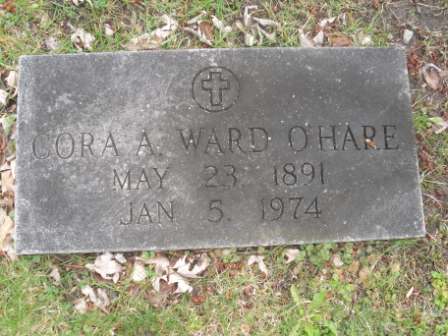 CORA A. WARD O'HARE
MAY 23 1891
JAN 5. 1974